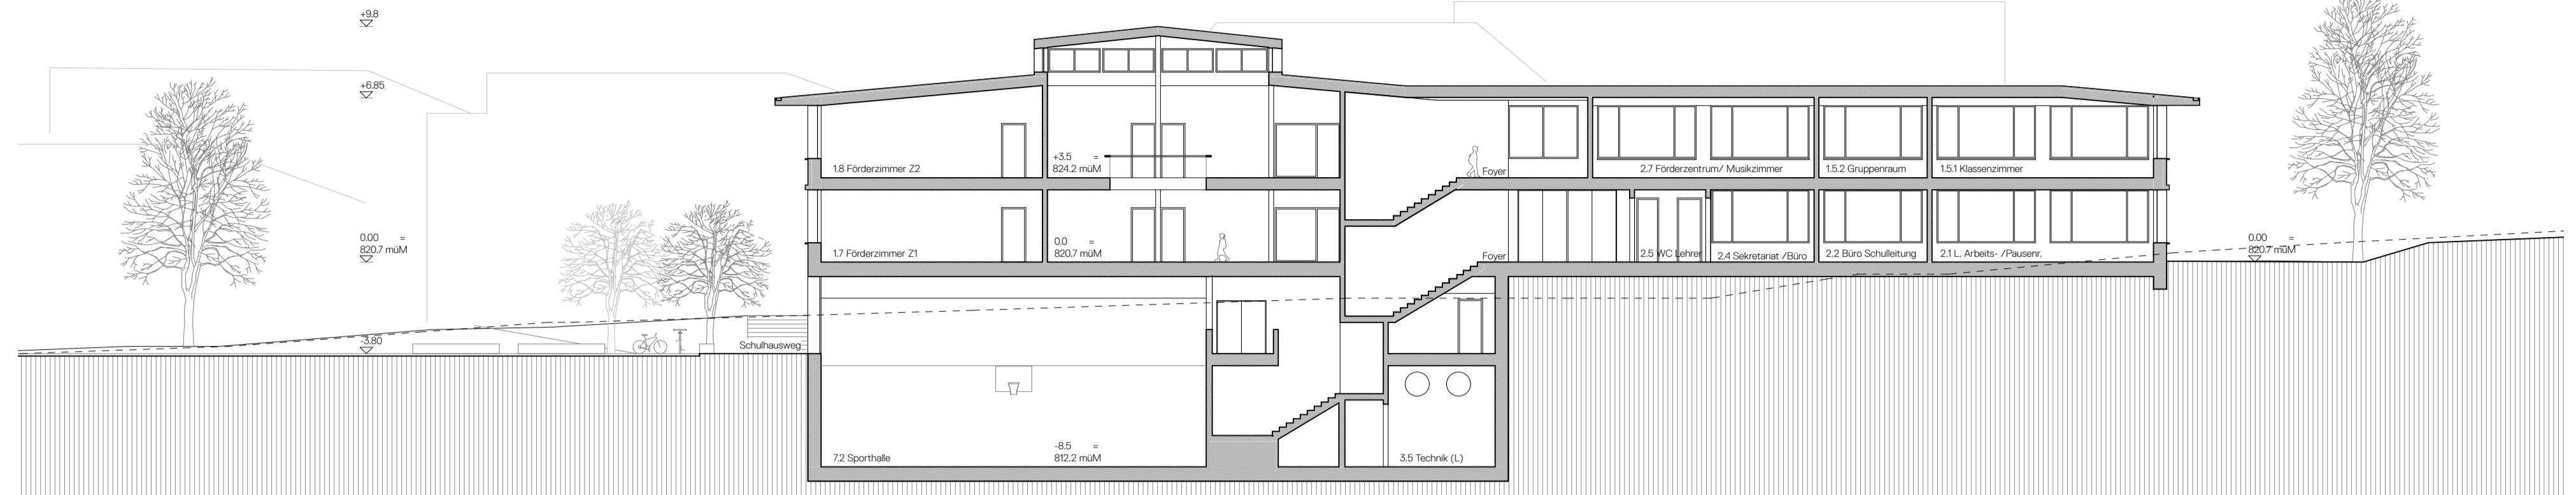 +9.8
+6.85
0.00 =
820.7 müM
-3.80
Schulhausweg
1.8 Förderzimmer Z2
+3.5 =
824.2 müM
Foyer
2.7 Förderzentrum/ Musikzimmer
1.5.2 Gruppenraum
1.5.1 Klassenzimmer
1.7 Förderzimmer Z1
0.0 =
820.7 müM
Foyer
2.5 WC Lehrer
2.4 Sekretariat /Büro
2.2 Büro Schulleitung
2.1 L. Arbeits- /Pausenr.
0.00 =
820.7 müM
7.2 Sporthalle
-8.5 =
812.2 müM
3.5 Technik (L)